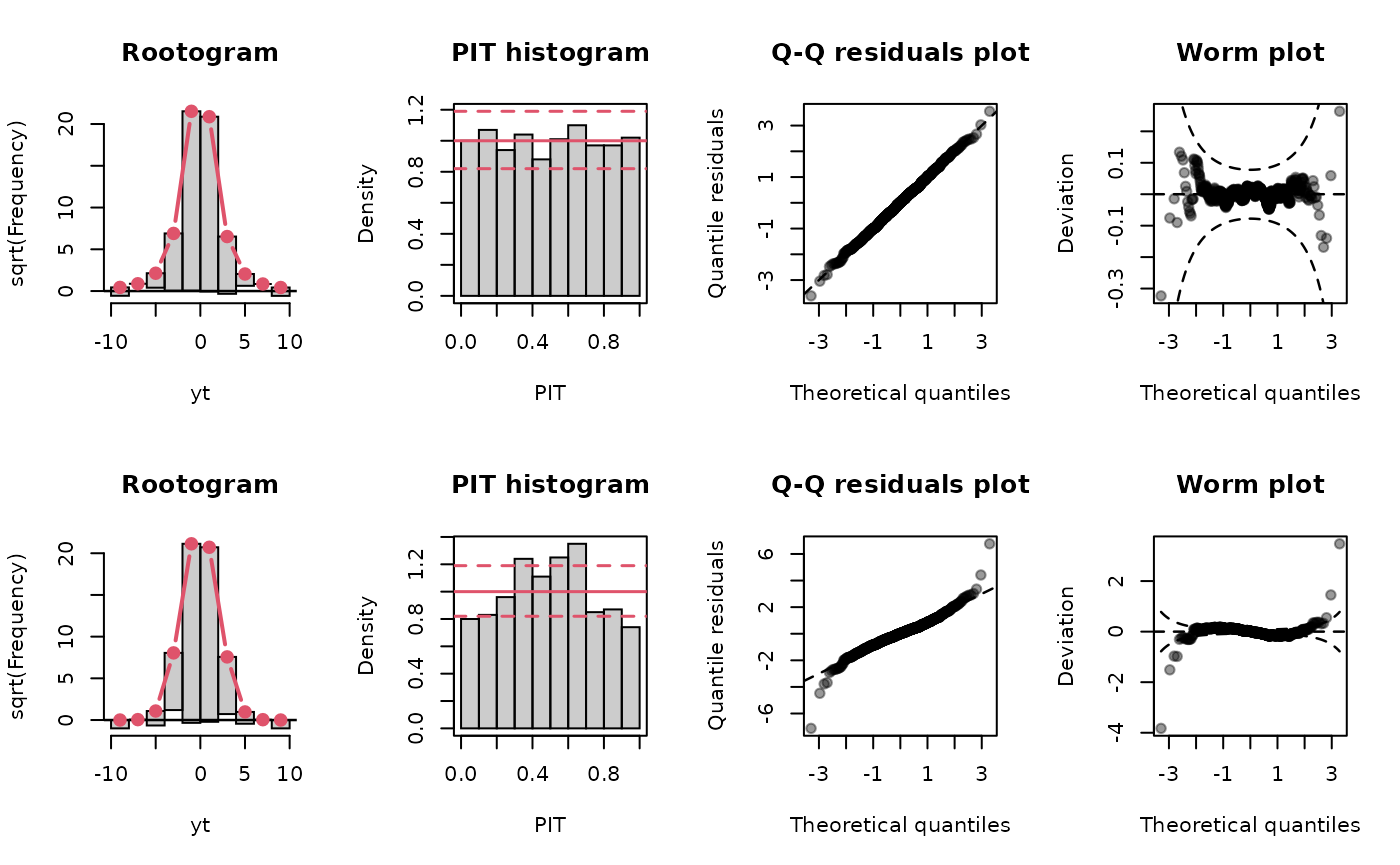 Rootogram
sqrt(Frequency)
0 5 10 20
-10 0 5 10
yt
PIT histogram
Density
0.0 0.4 0.8 1.2
0.0 0.4 0.8
PIT
Q-Q residuals plot
Quantile residuals
-3 -1 1 3
-3 -1 1 3
Theoretical quantiles
Worm plot
Deviation
-0.3 -0.1 0.1
-3 -1 1 3
Theoretical quantiles
Rootogram
sqrt(Frequency)
0 5 10 20
-10 0 5 10
yt
PIT histogram
Density
0.0 0.4 0.8 1.2
0.0 0.4 0.8
PIT
Q-Q residuals plot
Quantile residuals
-6 -2 2 6
-3 -1 1 3
Theoretical quantiles
Worm plot
Deviation
-4 -2 0 2
-3 -1 1 3
Theoretical quantiles